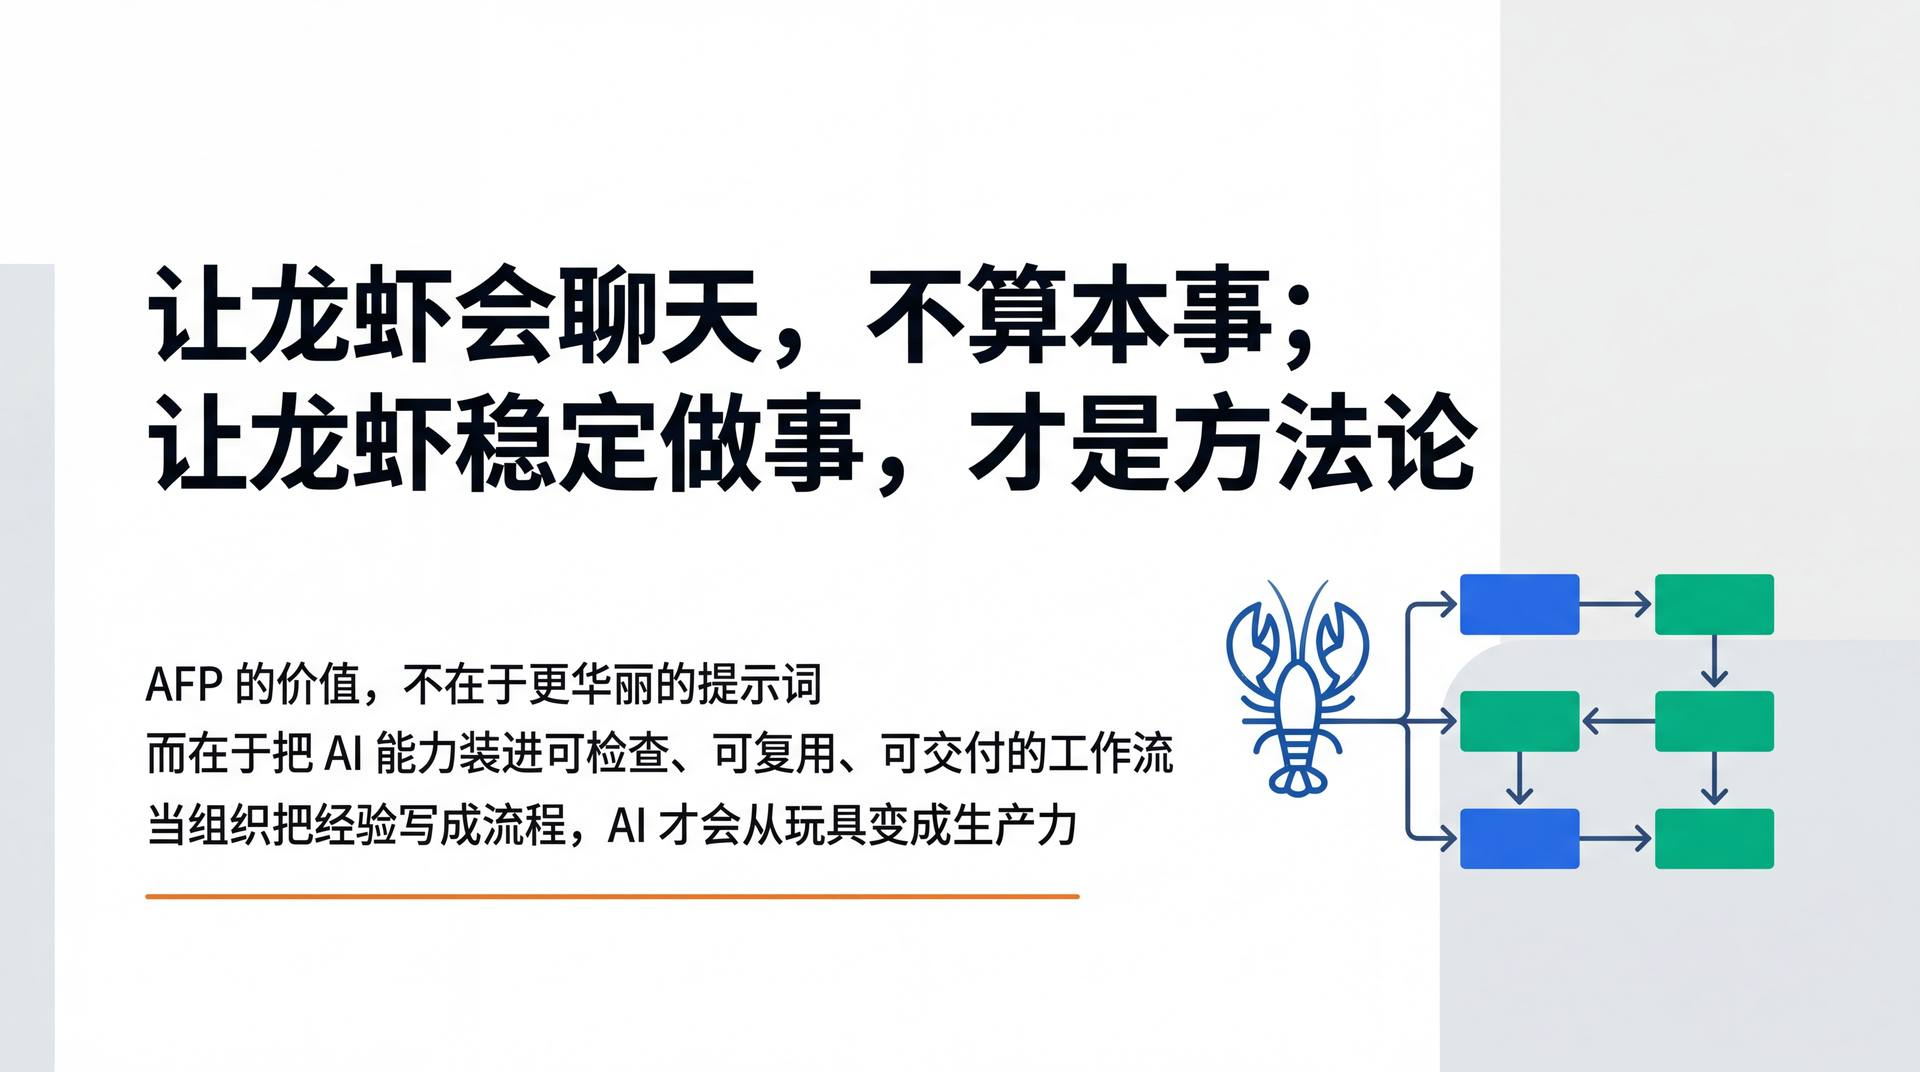 让龙虾会聊天，不算本事；
让龙虾稳定做事，才是方法论
AFP 的价值，不在于更华丽的提示词
而在于把 AI 能力装进可检查、可复用、可交付的工作流
当组织把经验写成流程，AI 才会从玩具变成生产力